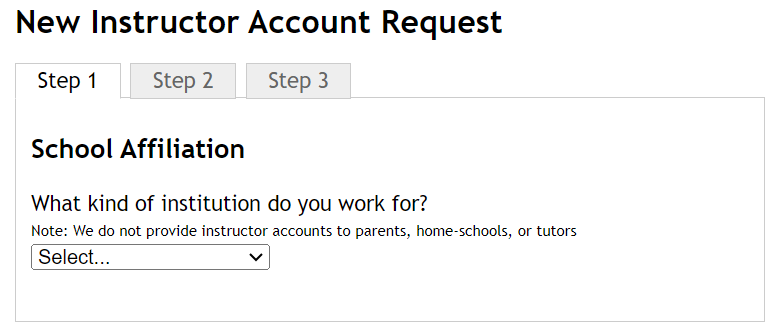 New Instructor Account Request
Step 1
Step 2
Step 3
School Affiliation
What kind of institution do you work for?
Note: We do not provide instructor accounts to parents, home-schools, or tutors
Select...